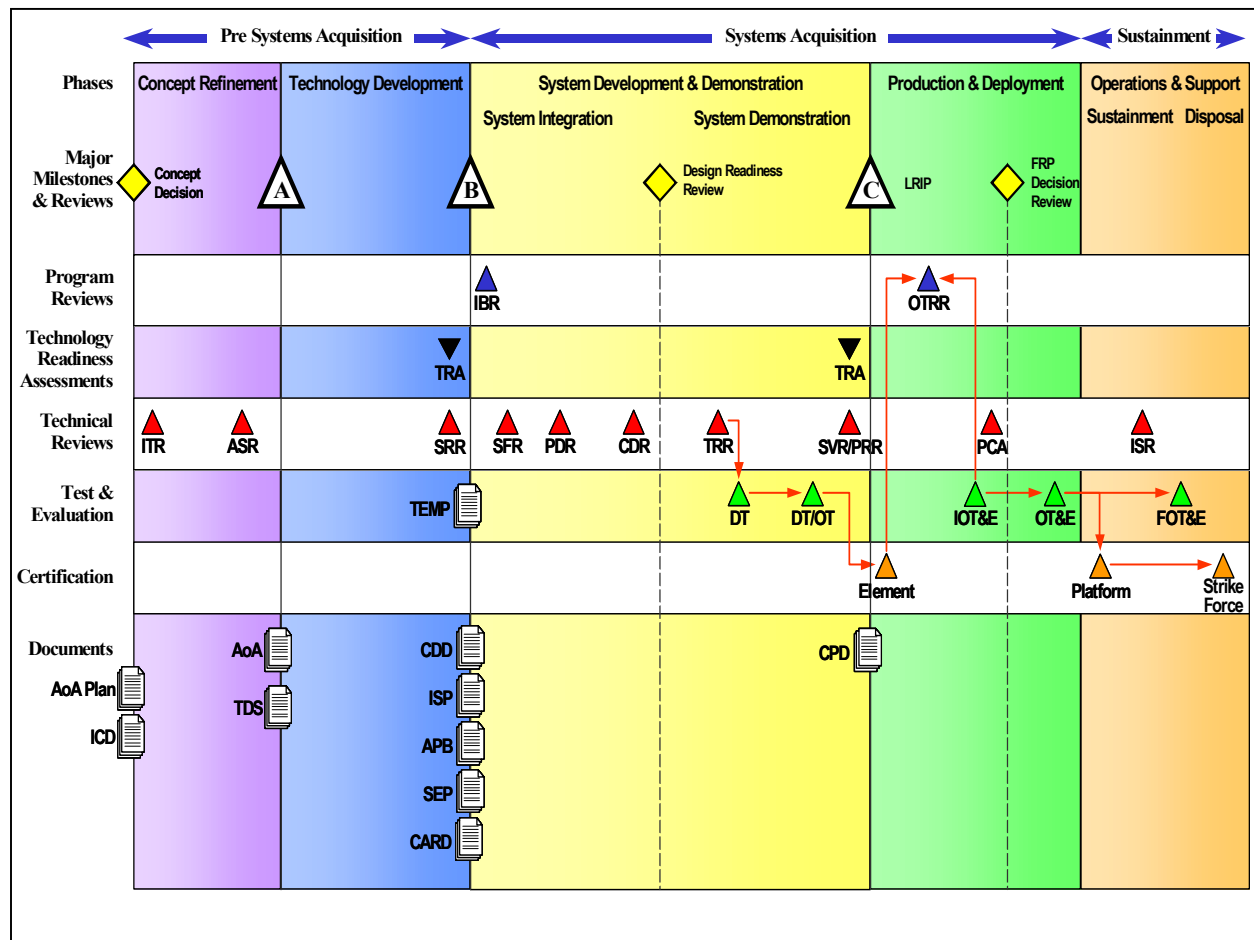 Pre Systems Acquisition
Systems Acquisition
Sustainment
Phases
Concept Refinement
Technology Development
System Development & Demonstration
Production & Deployment
Operations & Support
System Integration
System Demonstration
Sustainment
Disposal
Major
Milestones
& Reviews
Concept
Decision
A
B
Design Readiness
Review
C
LRIP
FRP
Decision
Review
Program
Reviews
IBR
OTRR
Technology
Readiness
Assessments
TRA
TRA
Technical
Reviews
ITR
ASR
SRR
SFR
PDR
CDR
TRR
SVR/PRR
PCA
ISR
Test &
Evaluation
TEMP
DT
DT/OT
IOT&E
OT&E
FOT&E
Certification
Element
Platform
Strike
Force
Documents
AoA
CDD
CPD
AoA Plan
ISP
TDS
ICD
APB
SEP
CARD